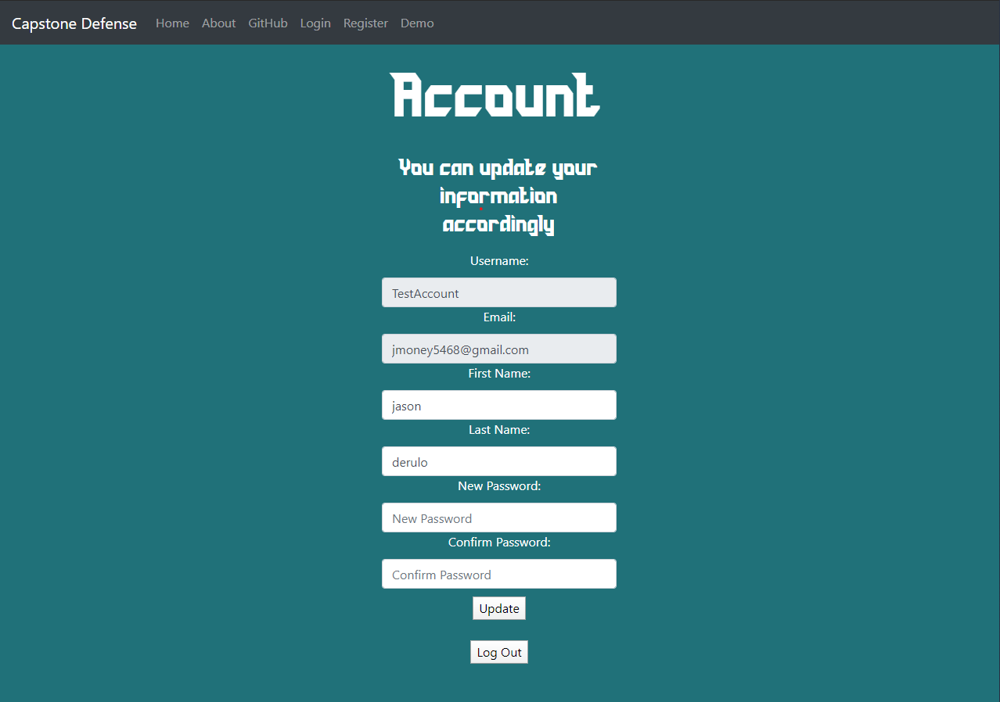 Capstone Defense Home About GitHub Login Register Demo
Account
You can update your
information
accordingly
Username:
TestAccount
Email:
jmoney5468@gmail.com
First Name:
jason
Last Name:
derulo
New Password:
New Password
Confirm Password:
Confirm Password
Update
Log Out